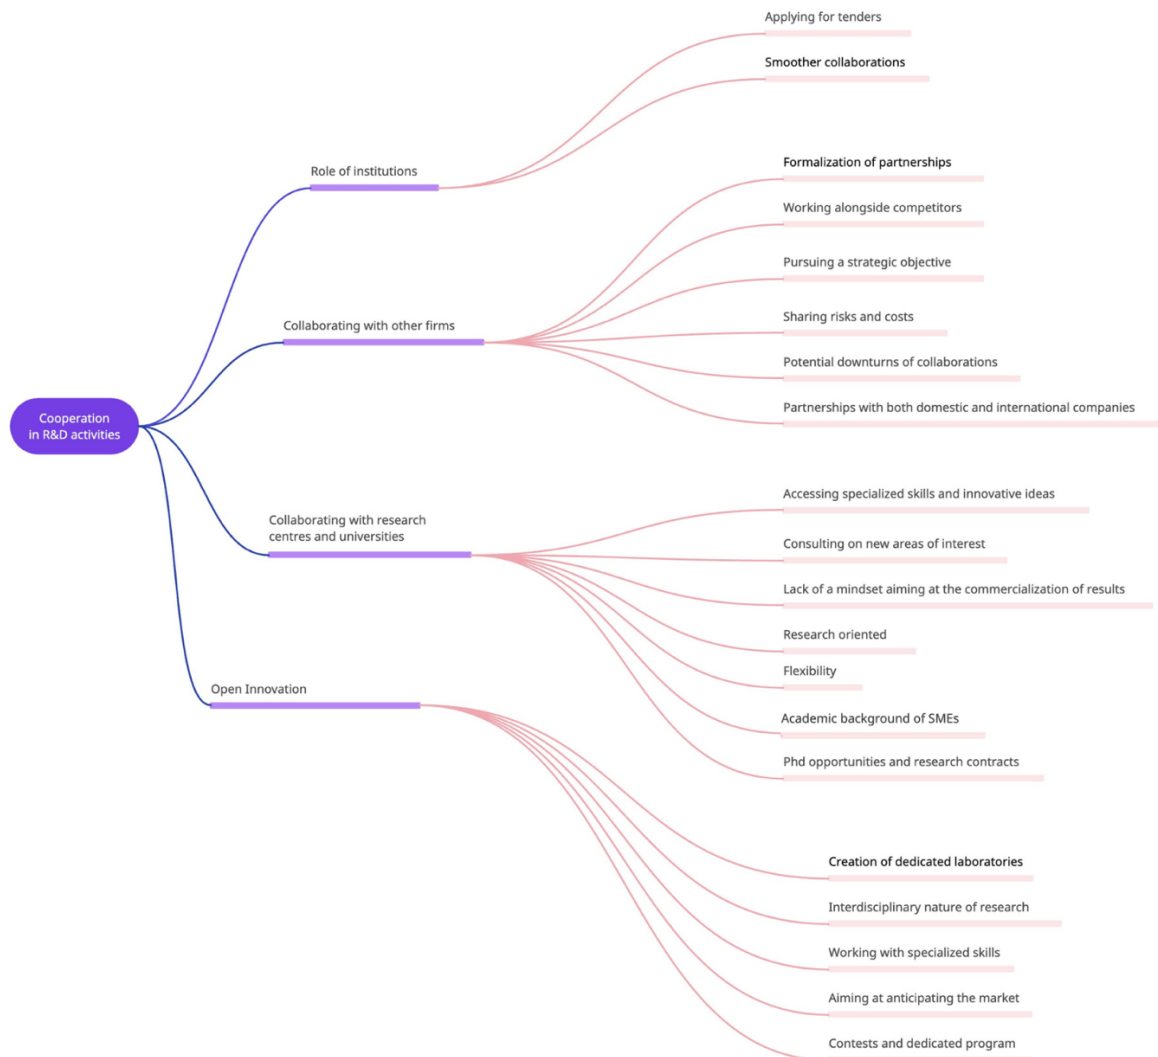 Cooperation
in R&D activities
Role of institutions
Applying for tenders
Smoother collaborations
Collaborating with other firms
Formalization of partnerships
Working alongside competitors
Pursuing a strategic objective
Sharing risks and costs
Potential downturns of collaborations
Partnerships with both domestic and international companies
Collaborating with research
centres and universities
Accessing specialized skills and innovative ideas
Consulting on new areas of interest
Lack of a mindset aiming at the commercialization of results
Research oriented
Flexibility
Academic background of SMEs
Phd opportunities and research contracts
Open Innovation
Creation of dedicated laboratories
Interdisciplinary nature of research
Working with specialized skills
Aiming at anticipating the market
Contests and dedicated program